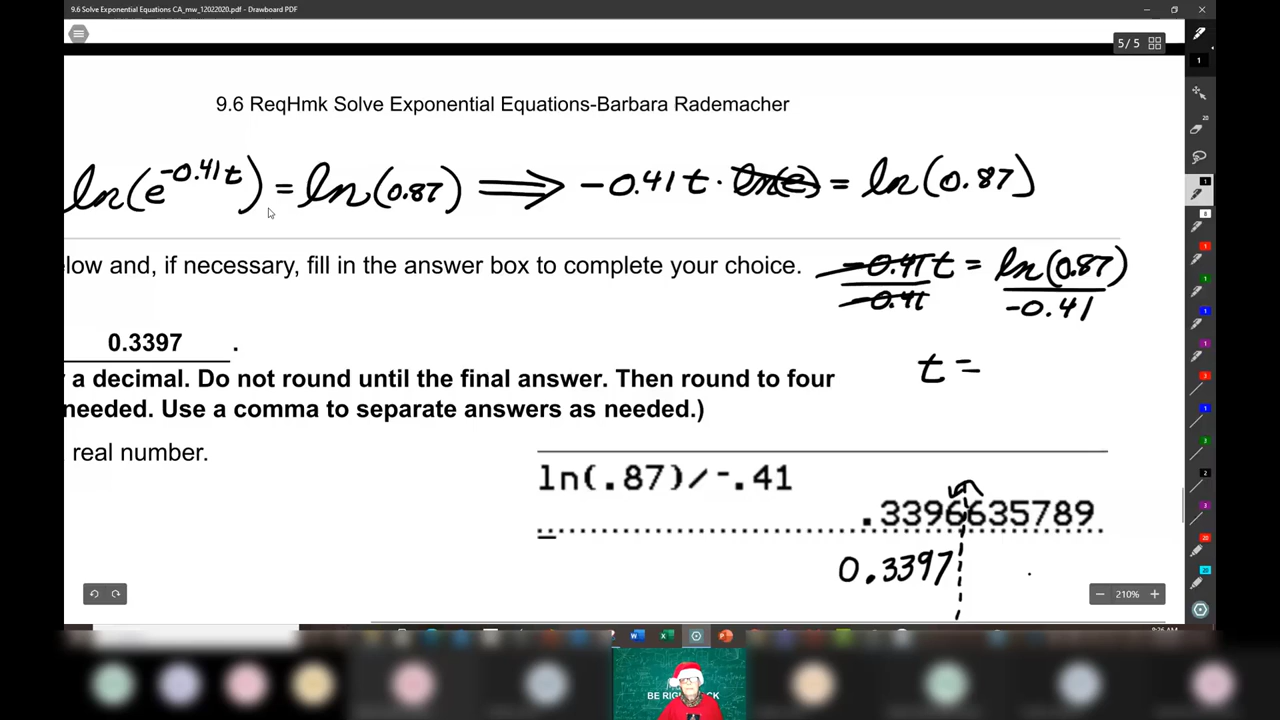 9.6 Solve Exponential Equations CA_mw_12022020.pdf - Drawboard PDF
5/5
1
9.6 ReqHmk Solve Exponential Equations-Barbara Rademacher
ln(e^-0.41t) = ln(0.87) ⟹ -0.41t · ln(e) = ln(0.87)
low and, if necessary, fill in the answer box to complete your choice.
-0.41t/-0.41 = ln(0.87)/-0.41
0.3397 .
t =
a decimal. Do not round until the final answer. Then round to four
needed. Use a comma to separate answers as needed.)
real number.
ln(.87)/-.41
.3396635789
0.3397
210%